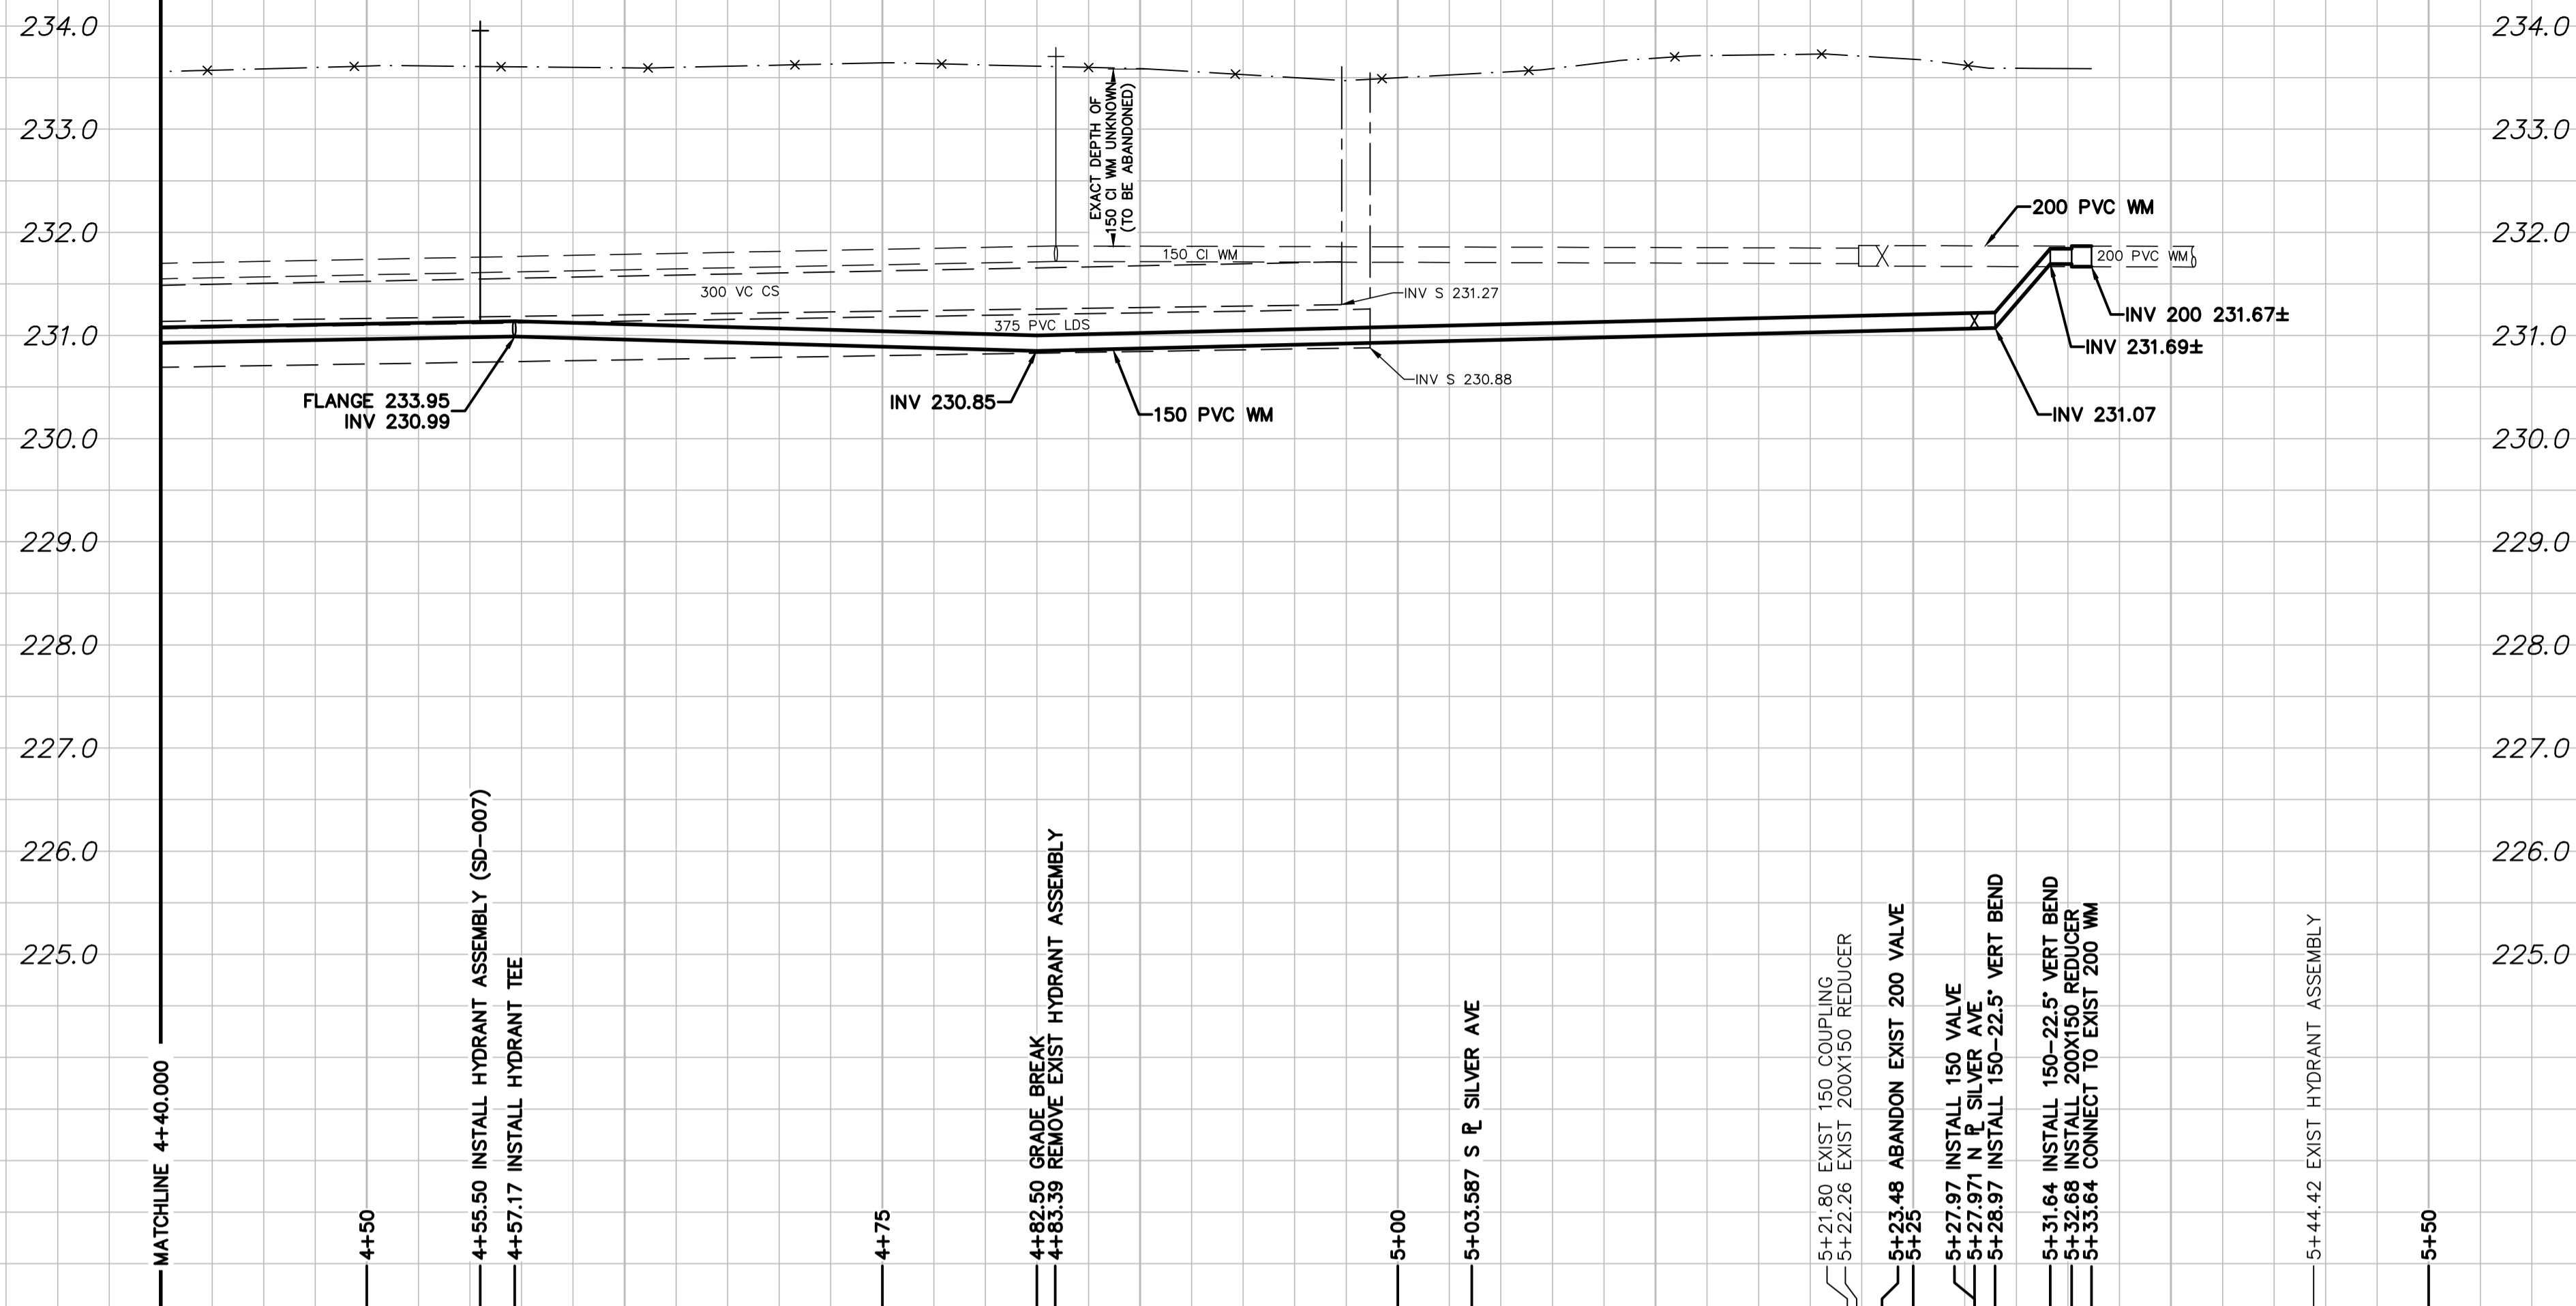 234.0
233.0
232.0
231.0
230.0
229.0
228.0
227.0
226.0
225.0
234.0
233.0
232.0
231.0
230.0
229.0
228.0
227.0
226.0
225.0
EXACT DEPTH OF
150 CI WM UNKNOWN
(TO BE ABANDONED)
200 PVC WM
150 CI WM
200 PVC WM
300 VC CS
INV S 231.27
375 PVC LDS
INV 200 231.67±
INV 231.69±
INV S 230.88
FLANGE 233.95
INV 230.99
INV 230.85
150 PVC WM
INV 231.07
MATCHLINE 4+40.000
4+50
4+55.50 INSTALL HYDRANT ASSEMBLY (SD-007)
4+57.17 INSTALL HYDRANT TEE
4+75
4+82.50 GRADE BREAK
4+83.39 REMOVE EXIST HYDRANT ASSEMBLY
5+00
5+03.587 S PL SILVER AVE
5+21.80 EXIST 150 COUPLING
5+22.26 EXIST 200X150 REDUCER
5+23.48 ABANDON EXIST 200 VALVE
5+25
5+27.97 INSTALL 150 VALVE
5+27.971 N PL SILVER AVE
5+28.97 INSTALL 150-22.5° VERT BEND
5+31.64 INSTALL 150-22.5° VERT BEND
5+32.68 INSTALL 200X150 REDUCER
5+33.64 CONNECT TO EXIST 200 WM
5+44.42 EXIST HYDRANT ASSEMBLY
5+50